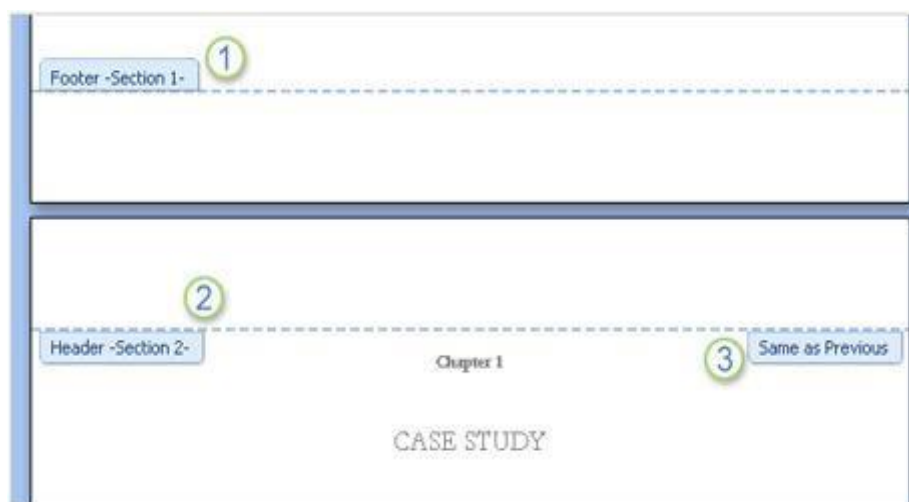 1
Footer -Section 1-
2
Header -Section 2-
3
Same as Previous
Chapter 1
CASE STUDY